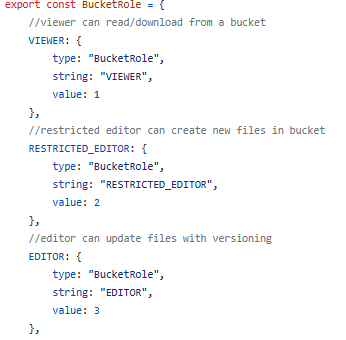 export const BucketRole = {
    //viewer can read/download from a bucket
    VIEWER: {
        type: "BucketRole",
        string: "VIEWER",
        value: 1
    },
    //restricted editor can create new files in bucket
    RESTRICTED_EDITOR: {
        type: "BucketRole",
        string: "RESTRICTED_EDITOR",
        value: 2
    },
    //editor can update files with versioning
    EDITOR: {
        type: "BucketRole",
        string: "EDITOR",
        value: 3
    },